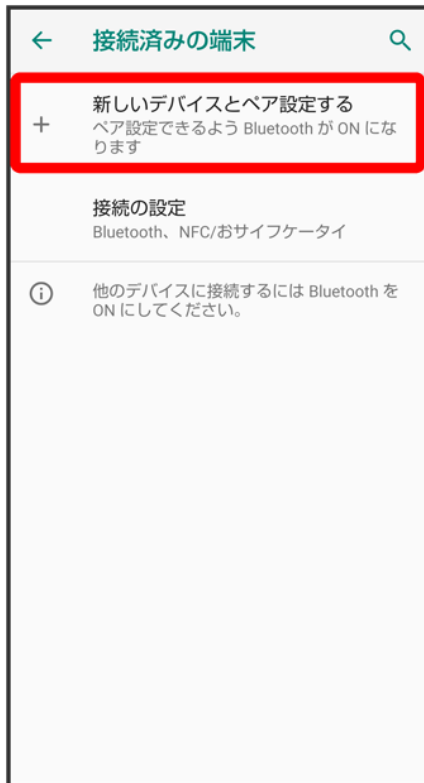 接続済みの端末
新しいデバイスとペア設定する
ペア設定できるよう Bluetooth が ON にな
ります
接続の設定
Bluetooth、NFC/おサイフケータイ
他のデバイスに接続するには Bluetooth を
ON にしてください。